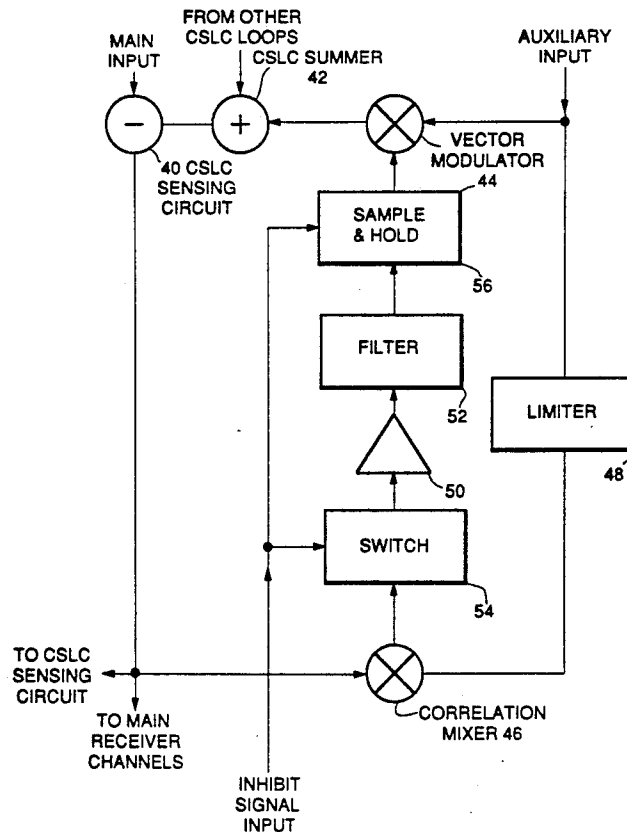 FROM OTHER
CSLC LOOPS
CSLC SUMMER
42
MAIN
INPUT
AUXILIARY
INPUT
−
+
40 CSLC
SENSING
CIRCUIT
VECTOR
MODULATOR
44
SAMPLE
& HOLD
56
FILTER
52
LIMITER
48
50
SWITCH
54
TO CSLC
SENSING
CIRCUIT
TO MAIN
RECEIVER
CHANNELS
CORRELATION
MIXER 46
INHIBIT
SIGNAL
INPUT